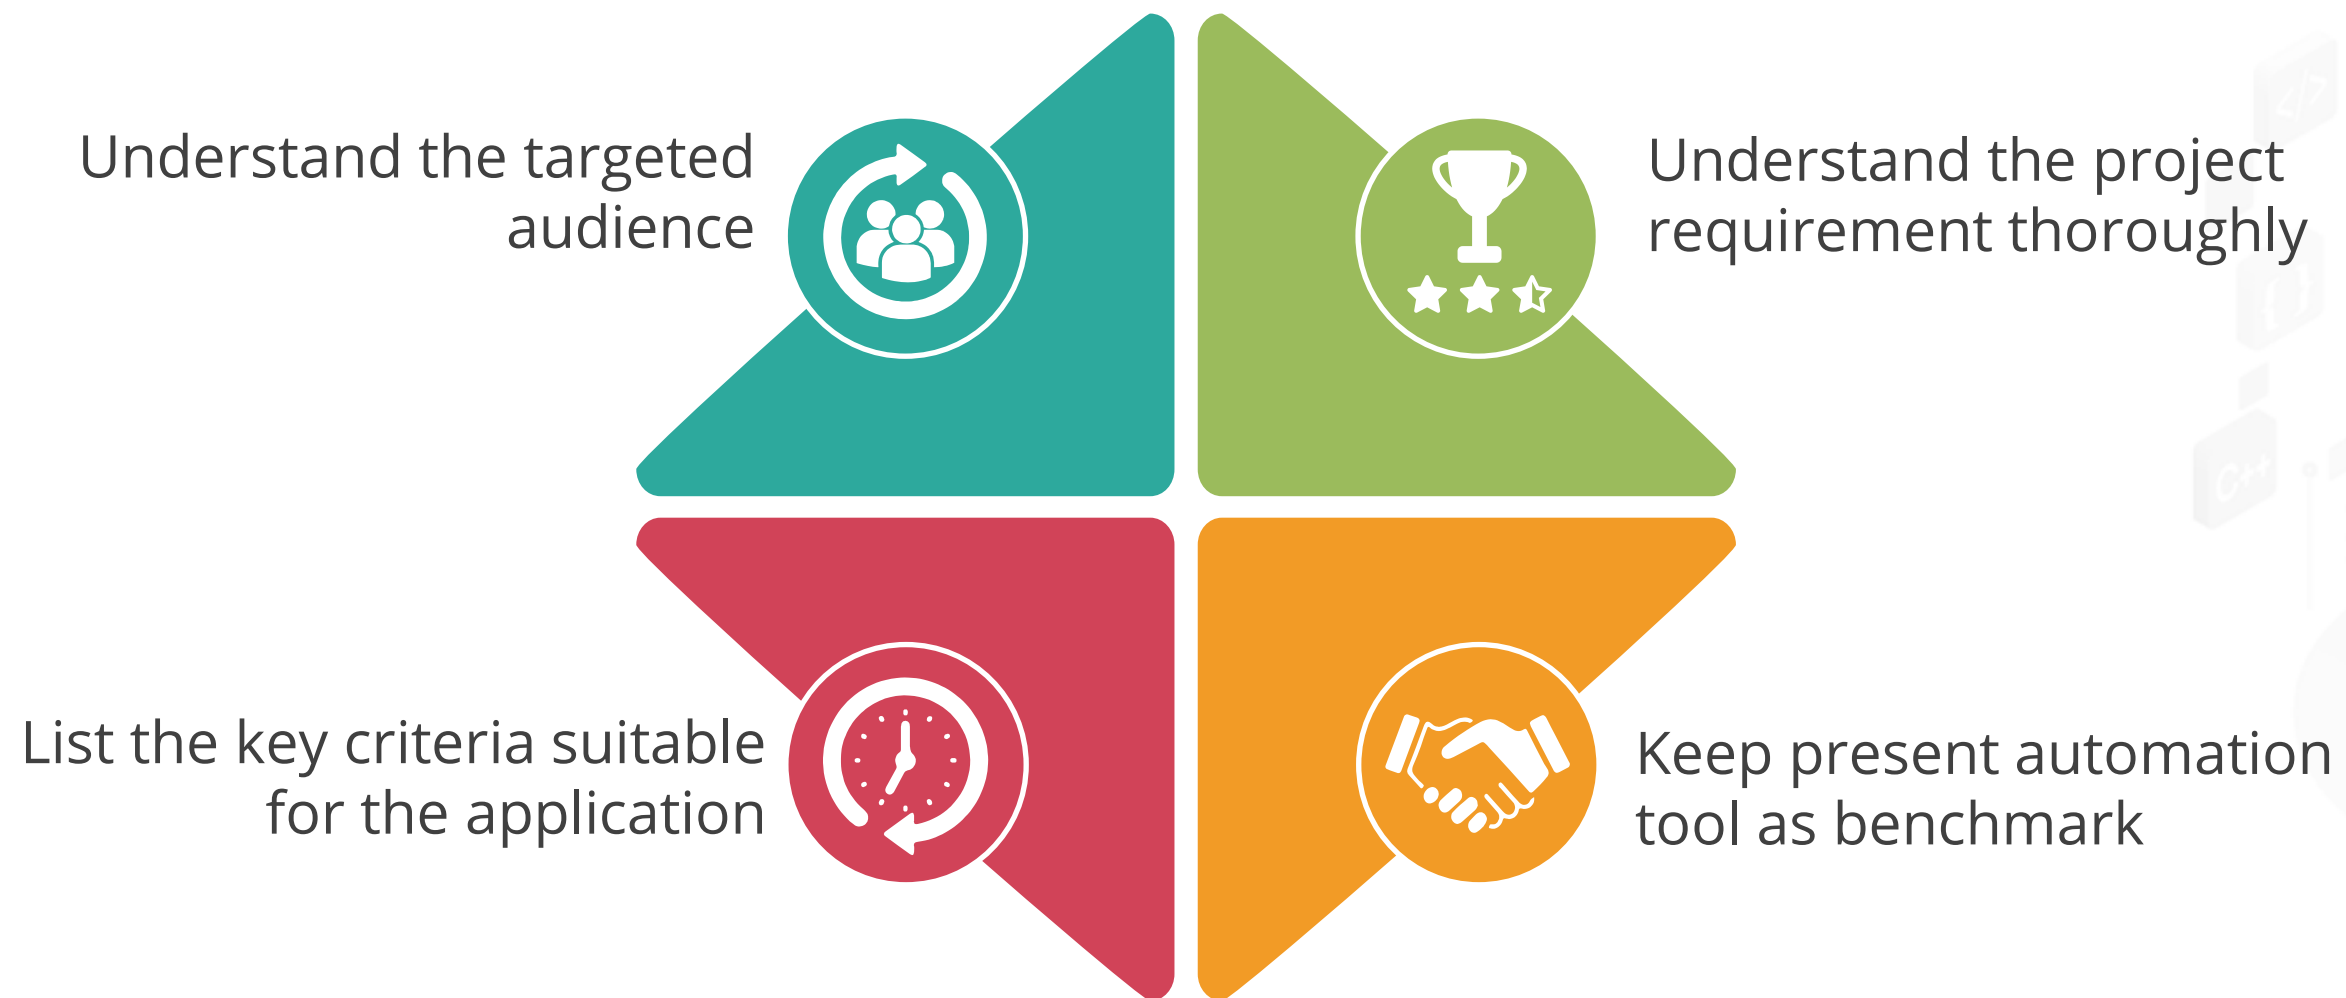 Understand the targeted
audience
Understand the project
requirement thoroughly
List the key criteria suitable
for the application
Keep present automation
tool as benchmark
</>
{ }
C++